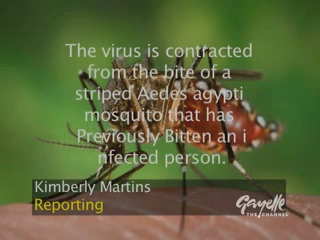 The virus is contracted
from the bite of a
striped Aedes agypti
mosquito that has
Previously Bitten an i
nfected person.
Kimberly Martins
Reporting
Gayelle
THE CHANNEL